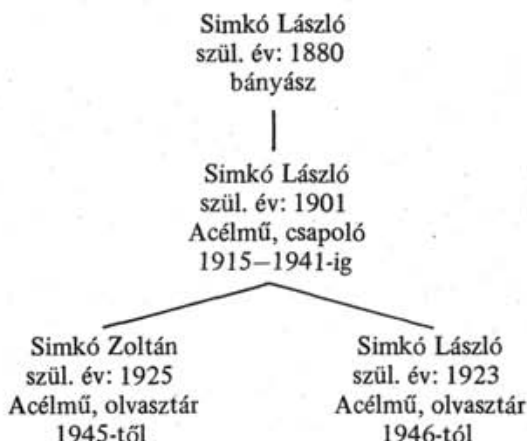 Simkó László
szül. év: 1880
bányász
Simkó László
szül. év: 1901
Acélmű, csapoló
1915–1941-ig
Simkó Zoltán
szül. év: 1925
Acélmű, olvasztár
1945-től
Simkó László
szül. év: 1923
Acélmű, olvasztár
1946-tól